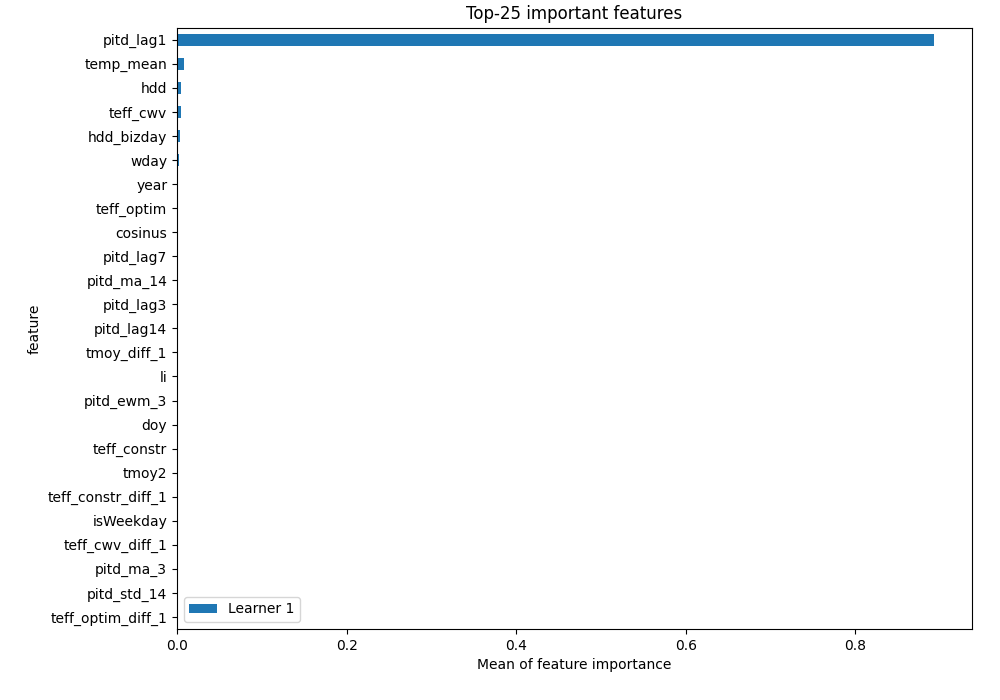 Top-25 important features
pitd_lag1
temp_mean
hdd
teff_cwv
hdd_bizday
wday
year
teff_optim
cosinus
pitd_lag7
pitd_ma_14
pitd_lag3
pitd_lag14
tmoy_diff_1
li
pitd_ewm_3
doy
teff_constr
tmoy2
teff_constr_diff_1
isWeekday
teff_cwv_diff_1
pitd_ma_3
pitd_std_14
teff_optim_diff_1
feature
Learner 1
0.0 0.2 0.4 0.6 0.8
Mean of feature importance